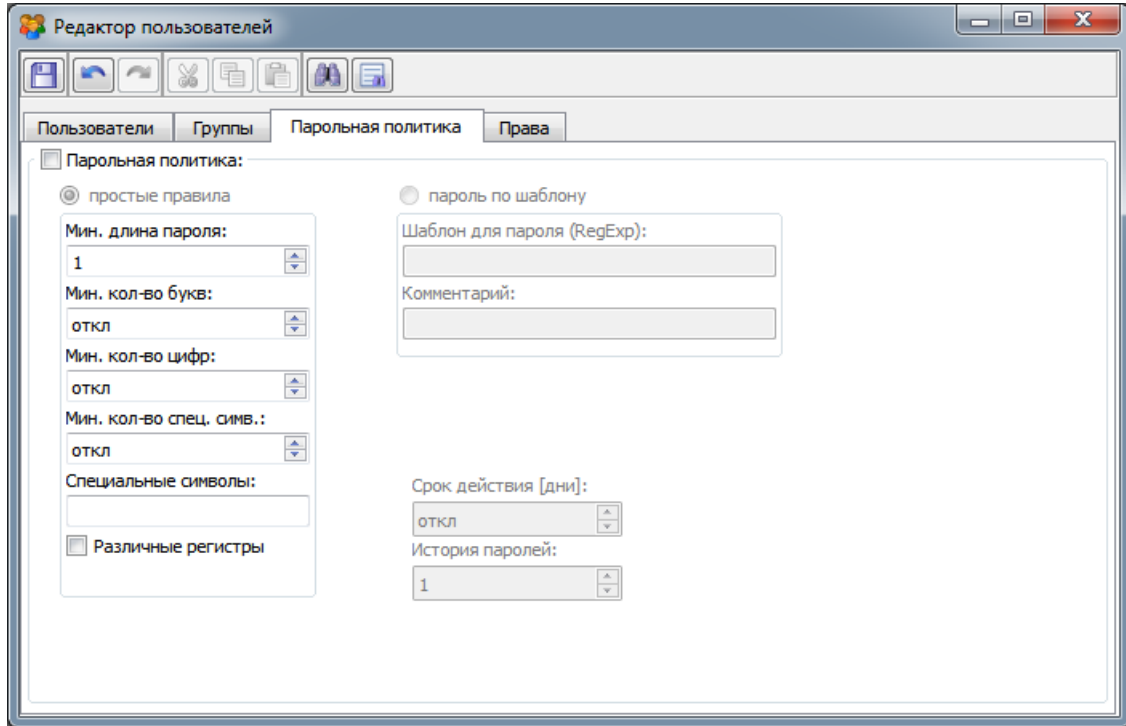 Редактор пользователей
Пользователи Группы Парольная политика Права
Парольная политика:
простые правила
пароль по шаблону
Мин. длина пароля:
1
Мин. кол-во букв:
откл
Мин. кол-во цифр:
откл
Мин. кол-во спец. симв.:
откл
Специальные символы:
Различные регистры
Шаблон для пароля (RegExp):
Комментарий:
Срок действия [дни]:
откл
История паролей:
1